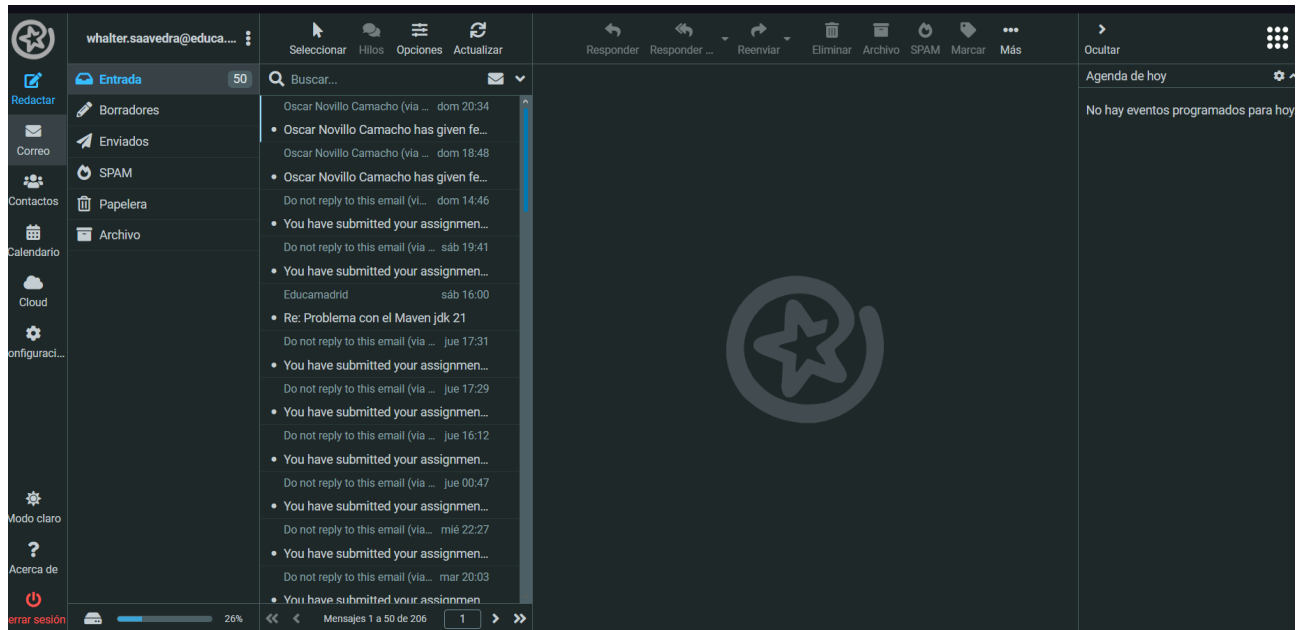 whalter.saavedra@educa....
Seleccionar Hilos Opciones Actualizar
Responder Responder ... Reenviar Eliminar Archivo SPAM Marcar Más
Ocultar
Redactar
Correo
Contactos
Calendario
Cloud
onfiguraci...
Modo claro
Acerca de
errar sesión
Entrada 50
Borradores
Enviados
SPAM
Papelera
Archivo
26%
Buscar...
Oscar Novillo Camacho (via ... dom 20:34
Oscar Novillo Camacho has given fe...
Oscar Novillo Camacho (via ... dom 18:48
Oscar Novillo Camacho has given fe...
Do not reply to this email (vi... dom 14:46
You have submitted your assignmen...
Do not reply to this email (via ... sáb 19:41
You have submitted your assignmen...
Educamadrid sáb 16:00
Re: Problema con el Maven jdk 21
Do not reply to this email (via ... jue 17:31
You have submitted your assignmen...
Do not reply to this email (via ... jue 17:29
You have submitted your assignmen...
Do not reply to this email (via ... jue 16:12
You have submitted your assignmen...
Do not reply to this email (via ... jue 00:47
You have submitted your assignmen...
Do not reply to this email (via... mié 22:27
You have submitted your assignmen...
Do not reply to this email (via... mar 20:03
You have submitted your assignmen
Mensajes 1 a 50 de 206 1
Agenda de hoy
No hay eventos programados para hoy